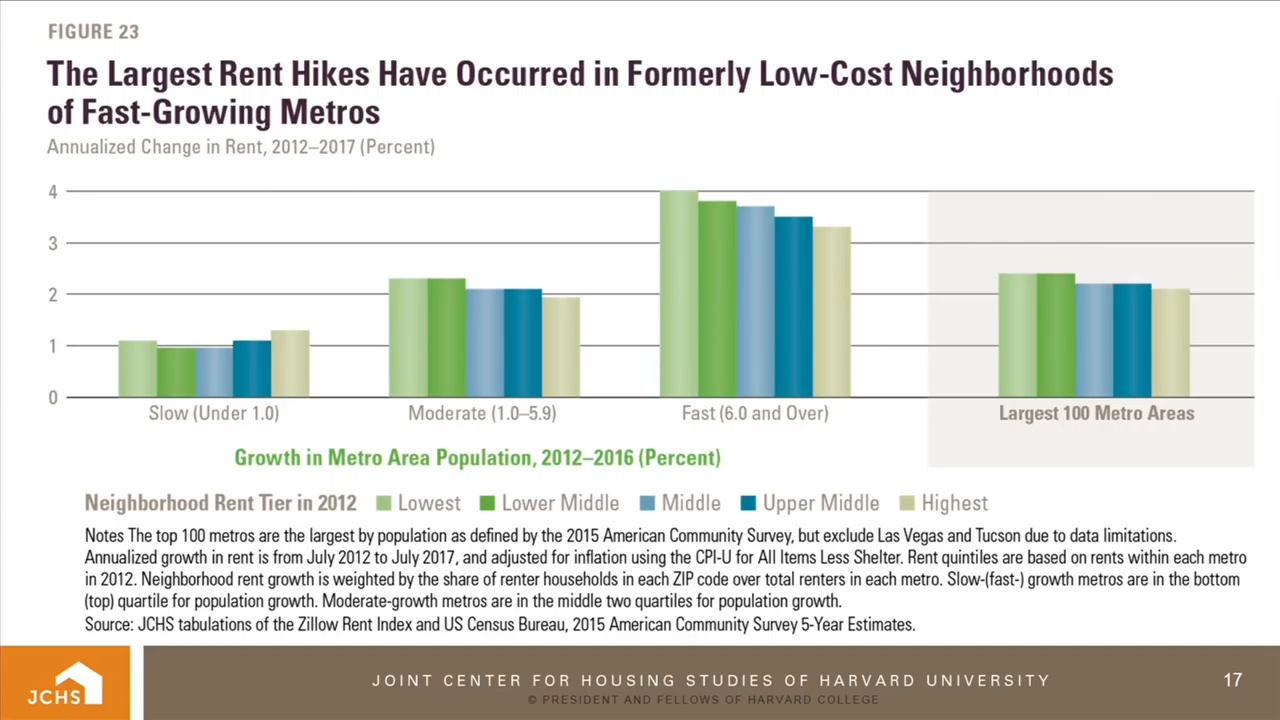 FIGURE 23
The Largest Rent Hikes Have Occurred in Formerly Low-Cost Neighborhoods
of Fast-Growing Metros
Annualized Change in Rent, 2012–2017 (Percent)
4
3
2
1
0
Slow (Under 1.0)
Moderate (1.0–5.9)
Fast (6.0 and Over)
Largest 100 Metro Areas
Growth in Metro Area Population, 2012–2016 (Percent)
Neighborhood Rent Tier in 2012 Lowest Lower Middle Middle Upper Middle Highest
Notes The top 100 metros are the largest by population as defined by the 2015 American Community Survey, but exclude Las Vegas and Tucson due to data limitations.
Annualized growth in rent is from July 2012 to July 2017, and adjusted for inflation using the CPI-U for All Items Less Shelter. Rent quintiles are based on rents within each metro
in 2012. Neighborhood rent growth is weighted by the share of renter households in each ZIP code over total renters in each metro. Slow-(fast-) growth metros are in the bottom
(top) quartile for population growth. Moderate-growth metros are in the middle two quartiles for population growth.
Source: JCHS tabulations of the Zillow Rent Index and US Census Bureau, 2015 American Community Survey 5-Year Estimates.
JCHS
JOINT CENTER FOR HOUSING STUDIES OF HARVARD UNIVERSITY
© PRESIDENT AND FELLOWS OF HARVARD COLLEGE
17